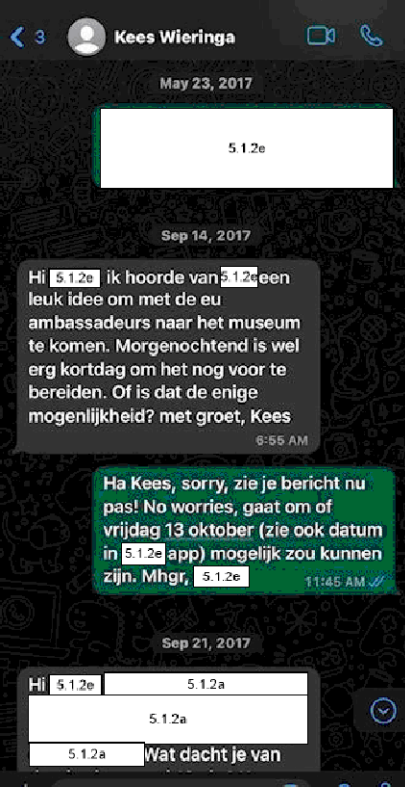 3 Kees Wieringa
May 23, 2017
5.1.2e
Sep 14, 2017
Hi 5.1.2e ik hoorde van 5.1.2e een
leuk idee om met de eu
ambassadeurs naar het museum
te komen. Morgenochtend is wel
erg kortdag om het nog voor te
bereiden. Of is dat de enige
mogenlijkheid? met groet, Kees
6:55 AM
Ha Kees, sorry, zie je bericht nu
pas! No worries, gaat om of
vrijdag 13 oktober (zie ook datum
in 5.1.2e app) mogelijk zou kunnen
zijn. Mhgr, 5.1.2e 11:45 AM
Sep 21, 2017
Hi 5.1.2e 5.1.2a
5.1.2a
5.1.2a Wat dacht je van